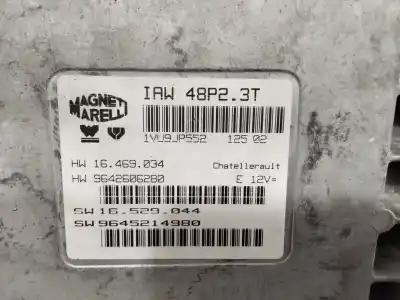 MAGNETI
MARELLI
IAW 48P2.3T
1VU9JPS52 125 02
HW 16.469.034 Chatellerault
HW 9642606280 E 12V=
SW 16.529.044
SW 9645214980